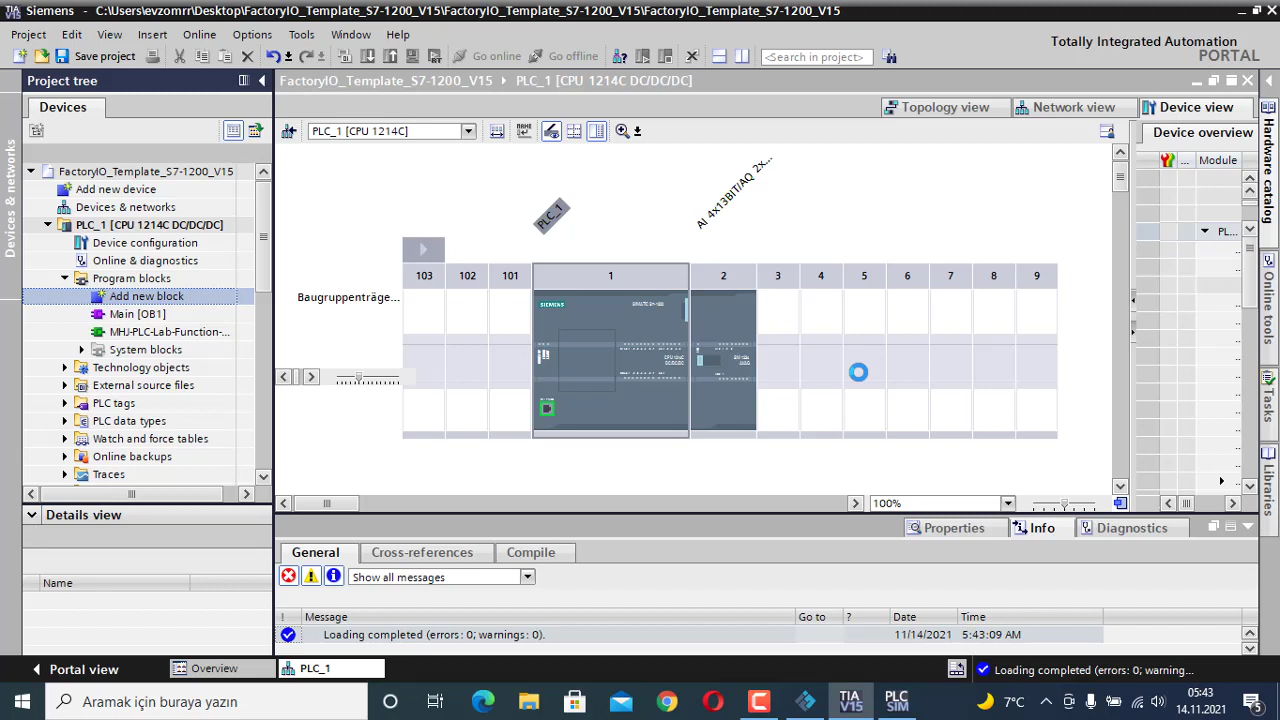 Siemens - C:\Users\evzomrr\Desktop\FactoryIO_Template_S7-1200_V15\FactoryIO_Template_S7-1200_V15\FactoryIO_Template_S7-1200_V15
TIA V15
Project Edit View Insert Online Options Tools Window Help
Totally Integrated Automation
PORTAL
Save project
Go online
Go offline
<Search in project>
Project tree
FactoryIO_Template_S7-1200_V15 PLC_1 [CPU 1214C DC/DC/DC]
Devices
Topology view
Network view
Device view
PLC_1 [CPU 1214C]
Device overview
... Module
FactoryIO_Template_S7-1200_V15
Add new device
Devices & networks
PLC_1 [CPU 1214C DC/DC/DC]
Device configuration
Online & diagnostics
Program blocks
Add new block
Main [OB1]
MHJ-PLC-Lab-Function-...
System blocks
Technology objects
External source files
PLC tags
PLC data types
Watch and force tables
Online backups
Traces
Devices & networks
PLC_1
AI 4x13BIT/AQ 2x...
103 102 101 1 2 3 4 5 6 7 8 9
Baugruppenträge...
SIEMENS
SIMATIC S7-1200
PL...
100%
Hardware catalog
Online tools
Tasks
Libraries
Details view
Name
Properties
Info
Diagnostics
General
Cross-references
Compile
Show all messages
! Message Go to ? Date Time
Loading completed (errors: 0; warnings: 0). 11/14/2021 5:43:09 AM
Portal view
Overview
PLC_1
Loading completed (errors: 0; warning...
Aramak için buraya yazın
TIA V15
PLC SIM
7°C
05:43
14.11.2021
5